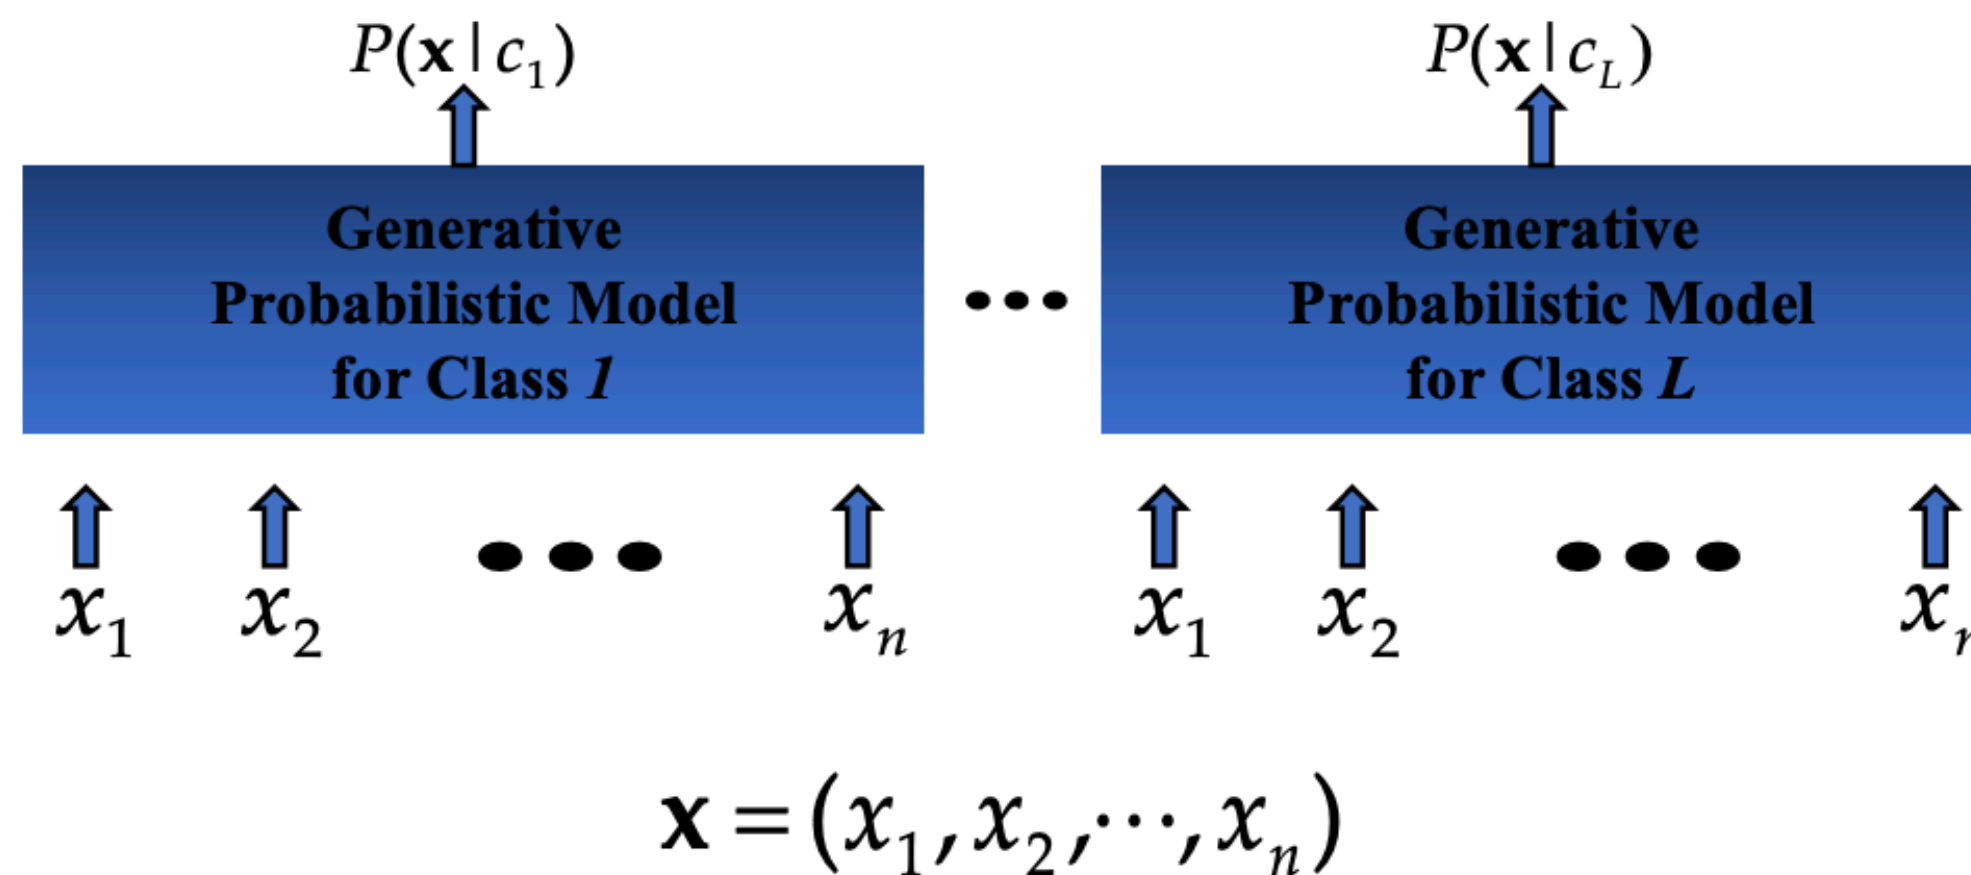 P(x|c₁) P(x|c_L)
Generative
Probabilistic Model
for Class 1
•••
Generative
Probabilistic Model
for Class L
x₁ x₂ ••• xₙ
x₁ x₂ ••• x
x = (x₁, x₂, ⋯, xₙ)